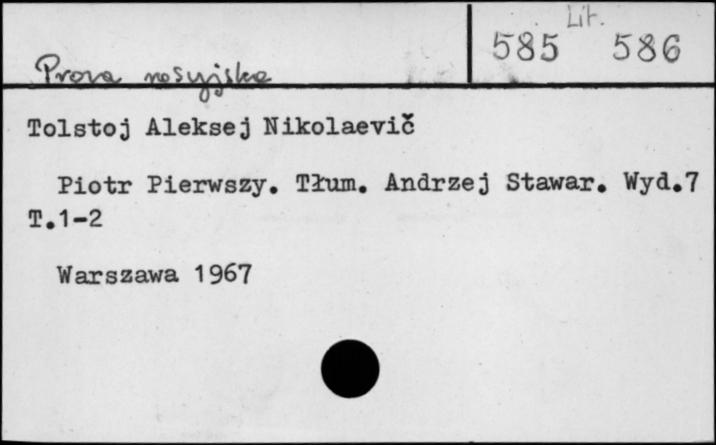 Lit.
585 586
Proza rosyjska
Tolstoj Aleksej Nikolaevič
Piotr Pierwszy. Tłum. Andrzej Stawar. Wyd.7
T.1-2
Warszawa 1967